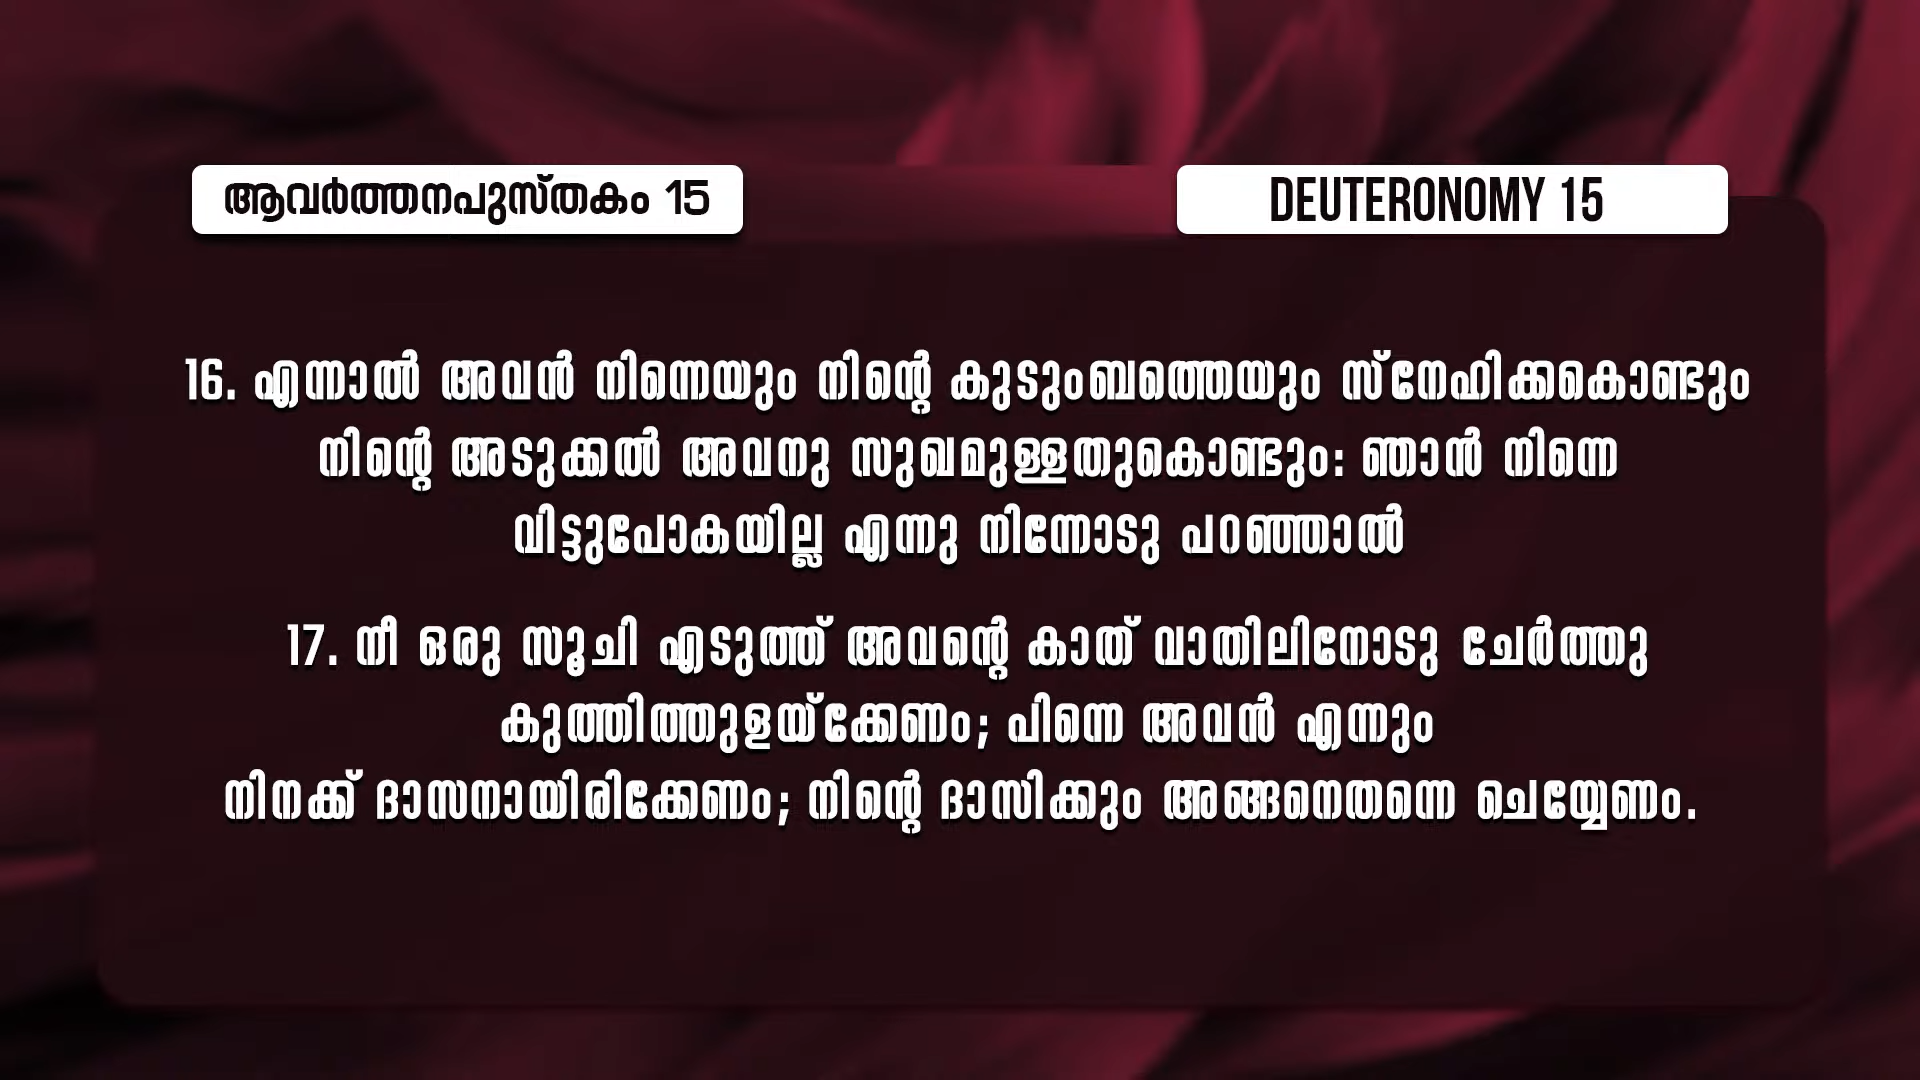 ആവർത്തനപുസ്തകം 15
DEUTERONOMY 15
16. എന്നാൽ അവൻ നിന്നെയും നിന്റെ കുടുംബത്തെയും സ്നേഹിക്കകൊണ്ടും
നിന്റെ അടുക്കൽ അവനു സുഖമുള്ളതുകൊണ്ടും: ഞാൻ നിന്നെ
വിട്ടുപോകയില്ല എന്നു നിന്നോടു പറഞ്ഞാൽ
17. നീ ഒരു സൂചി എടുത്ത് അവന്റെ കാത് വാതിലിനോടു ചേർത്തു
കുത്തിത്തുളയ്ക്കേണം; പിന്നെ അവൻ എന്നും
നിനക്ക് ദാസനായിരിക്കേണം; നിന്റെ ദാസിക്കും അങ്ങനെതന്നെ ചെയ്യേണം.